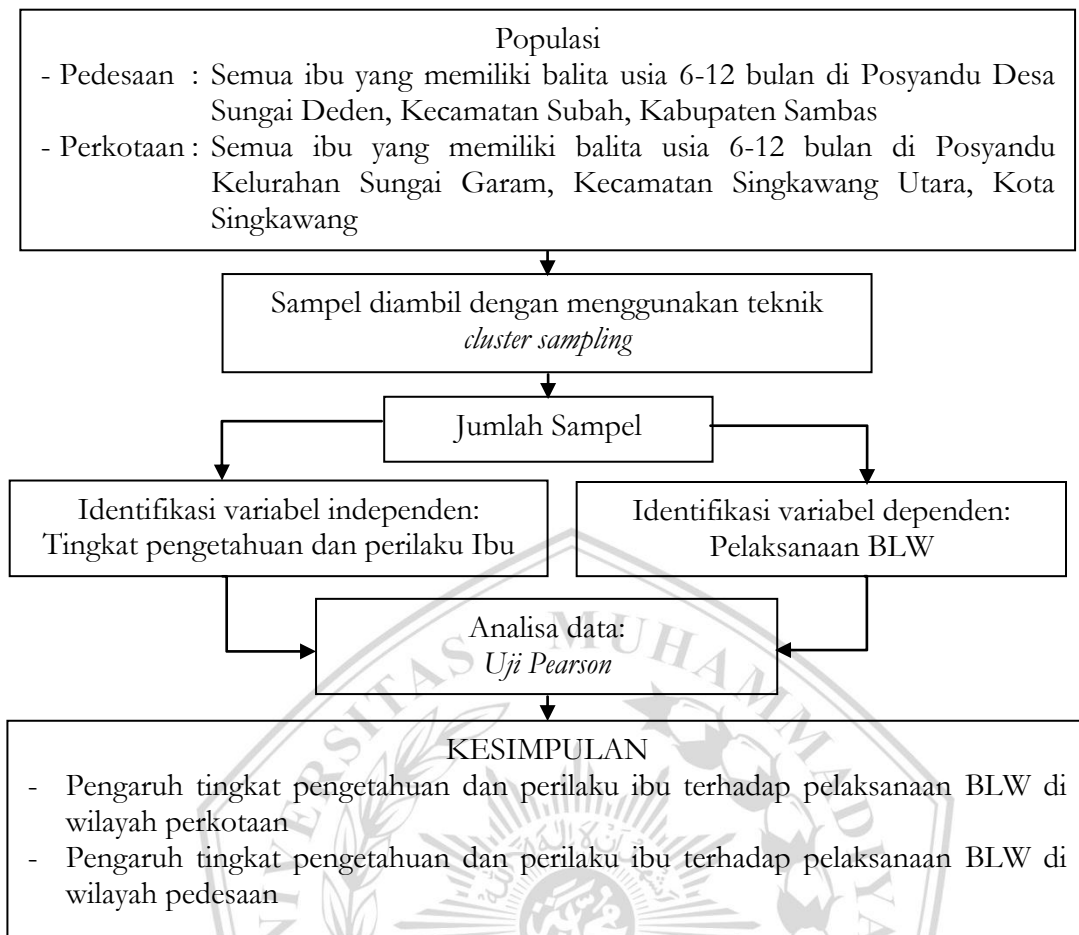 Populasi
- Pedesaan : Semua ibu yang memiliki balita usia 6-12 bulan di Posyandu Desa
Sungai Deden, Kecamatan Subah, Kabupaten Sambas
- Perkotaan : Semua ibu yang memiliki balita usia 6-12 bulan di Posyandu
Kelurahan Sungai Garam, Kecamatan Singkawang Utara, Kota
Singkawang
Sampel diambil dengan menggunakan teknik
cluster sampling
Jumlah Sampel
Identifikasi variabel independen:
Tingkat pengetahuan dan perilaku Ibu
Identifikasi variabel dependen:
Pelaksanaan BLW
Analisa data:
Uji Pearson
KESIMPULAN
- Pengaruh tingkat pengetahuan dan perilaku ibu terhadap pelaksanaan BLW di
wilayah perkotaan
- Pengaruh tingkat pengetahuan dan perilaku ibu terhadap pelaksanaan BLW di
wilayah pedesaan